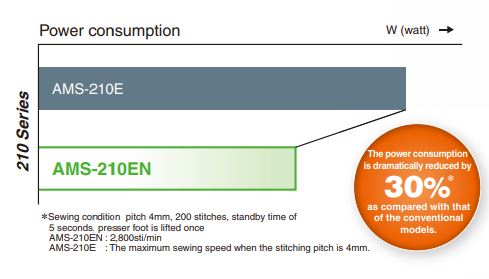 Power consumption
W (watt) →
210 Series
AMS-210E
AMS-210EN
The power consumption
is dramatically reduced by
30%*
as compared with that
of the conventional
models.
*Sewing condition  pitch 4mm, 200 stitches, standby time of
5 seconds, presser foot is lifted once
AMS-210EN : 2,800sti/min
AMS-210E : The maximum sewing speed when the stitching pitch is 4mm.